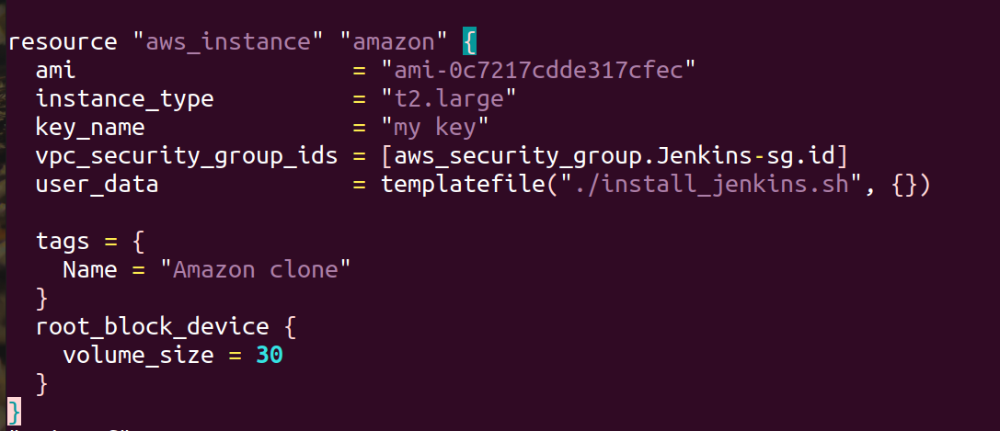 resource "aws_instance" "amazon" {
  ami                    = "ami-0c7217cdde317cfec"
  instance_type          = "t2.large"
  key_name               = "my key"
  vpc_security_group_ids = [aws_security_group.Jenkins-sg.id]
  user_data              = templatefile("./install_jenkins.sh", {})

  tags = {
    Name = "Amazon clone"
  }
  root_block_device {
    volume_size = 30
  }
}